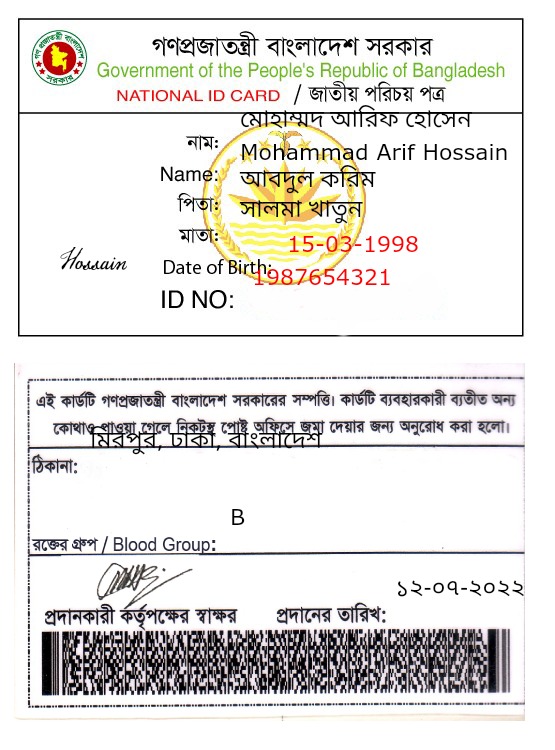 গণপ্রজাতন্ত্রী বাংলাদেশ সরকার
Government of the People's Republic of Bangladesh
NATIONAL ID CARD / জাতীয় পরিচয় পত্র
মোহাম্মদ আরিফ হোসেন
নাম:
Mohammad Arif Hossain
Name:
আবদুল করিম
পিতা:
সালমা খাতুন
মাতা:
15-03-1998
Hossain
Date of Birth:
1987654321
ID NO:
এই কার্ডটি গণপ্রজাতন্ত্রী বাংলাদেশ সরকারের সম্পত্তি। কার্ডটি ব্যবহারকারী ব্যতীত অন্য
কোথাও পাওয়া গেলে নিকটস্থ পোষ্ট অফিসে জমা দেয়ার জন্য অনুরোধ করা হলো।
মিরপুর, ঢাকা, বাংলাদেশ
ঠিকানা:
B
রক্তের গ্রুপ / Blood Group:
১২-০৭-২০২২
প্রদানকারী কর্তৃপক্ষের স্বাক্ষর প্রদানের তারিখ: